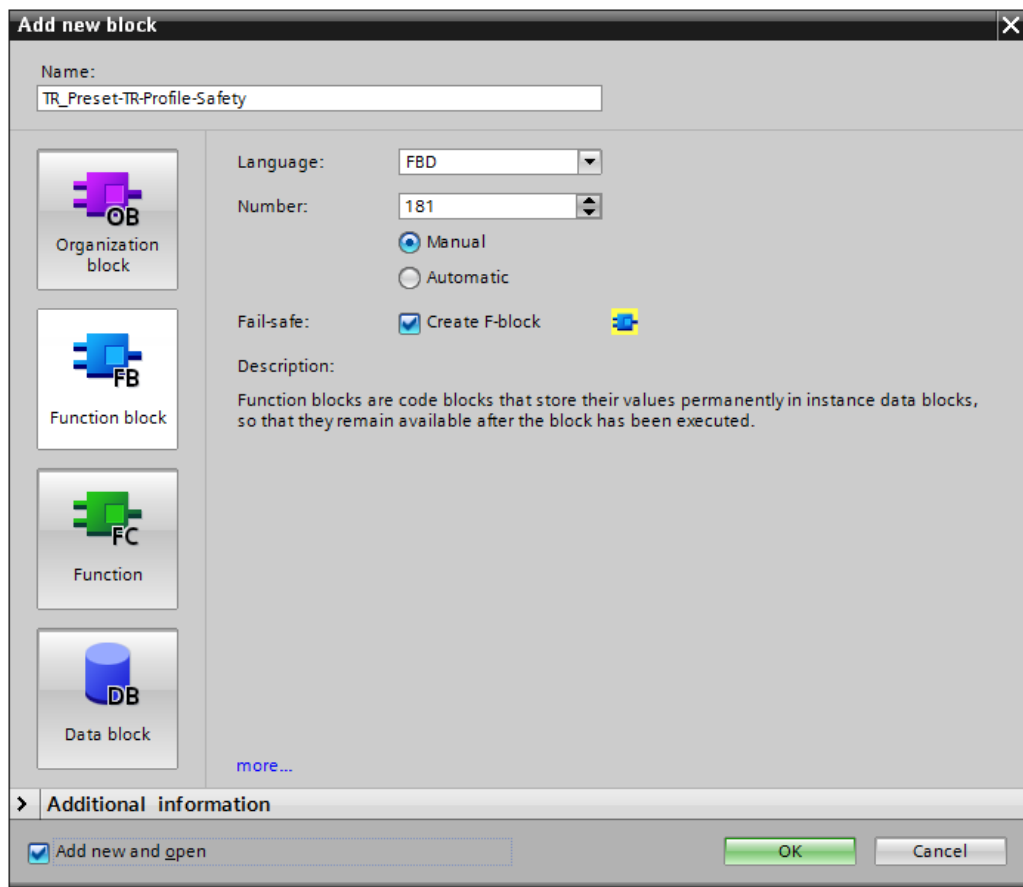 Add new block
Name:
TR_Preset-TR-Profile-Safety
OB
Organization
block
FB
Function block
FC
Function
DB
Data block
Language:
FBD
Number:
181
Manual
Automatic
Fail-safe:
Create F-block
Description:
Function blocks are code blocks that store their values permanently in instance data blocks,
so that they remain available after the block has been executed.
more...
Additional information
Add new and open
OK
Cancel